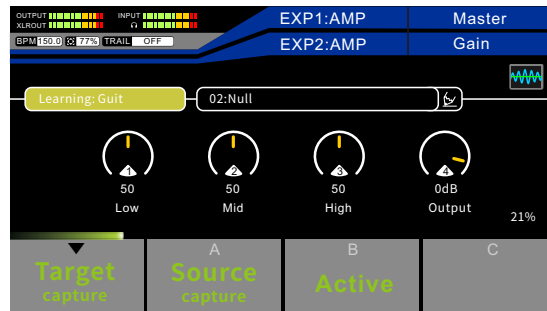 OUTPUT INPUT EXP1:AMP Master
XLROUT
BPM 150.0 77% TRAIL OFF EXP2:AMP Gain
Learning: Guit 02:Null
1 2 3 4
50 50 50 0dB
Low Mid High Output
21%
A B C
Target Source Active
capture capture